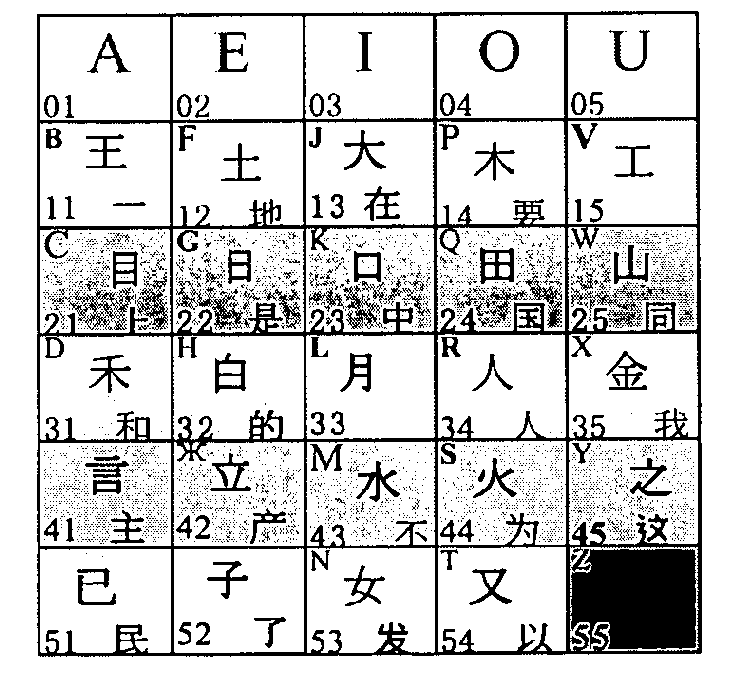 A E I O U
01 02 03 04 05
B 王 F 土 J 大 P 木 V 工
11 一 12 地 13 在 14 要 15
C 目 G 日 K 口 Q 田 W 山
21 上 22 是 23 中 24 国 25 同
D 禾 H 白 L 月 R 人 X 金
31 和 32 的 33 34 人 35 我
言 Ж 立 M 水 S 火 Y 之
41 主 42 产 43 不 44 为 45 这
已 子 N 女 T 又 Z
51 民 52 了 53 发 54 以 55